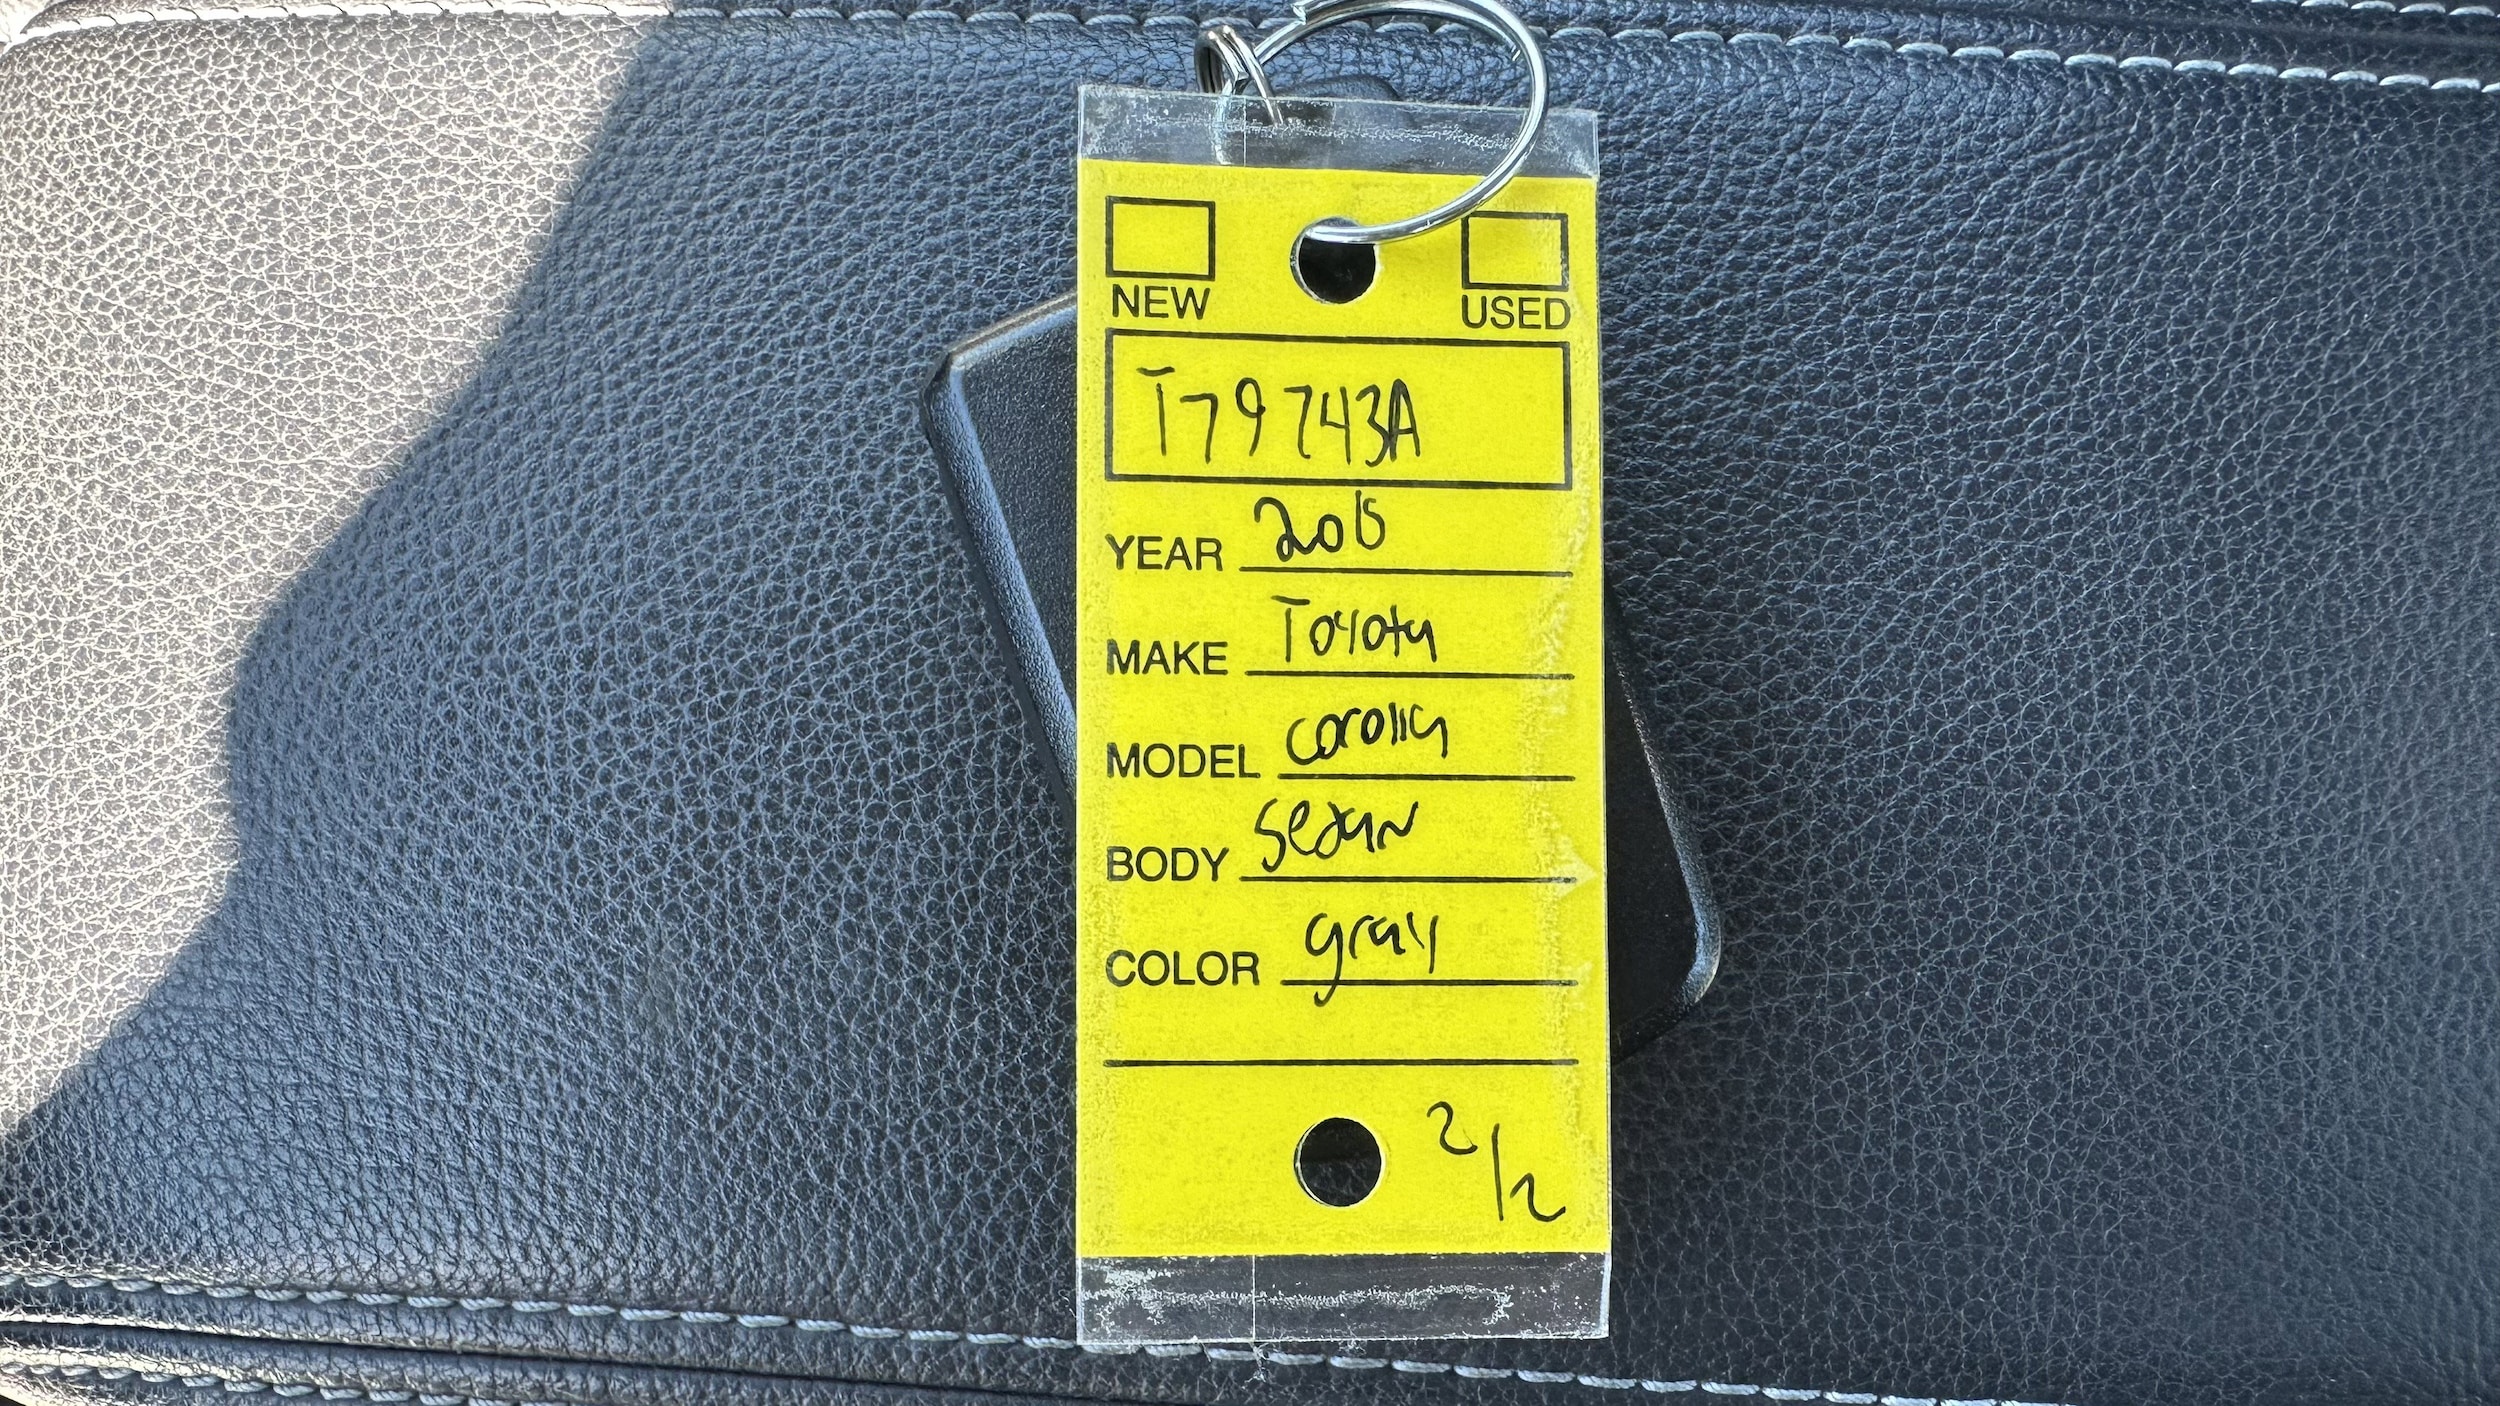 NEW USED
T79743A
YEAR 2015
MAKE Toyota
MODEL corolla
BODY sedan
COLOR gray
2/2